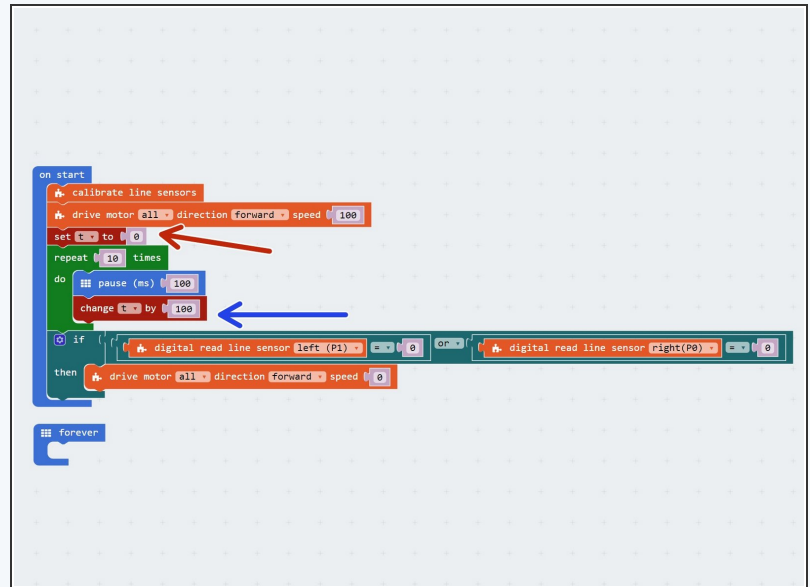 on start
calibrate line sensors
drive motor all direction forward speed 100
set t to 0
repeat 10 times
do
pause (ms) 100
change t by 100
if digital read line sensor left (P1) = 0 or digital read line sensor right(P0) = 0
then drive motor all direction forward speed 0
forever